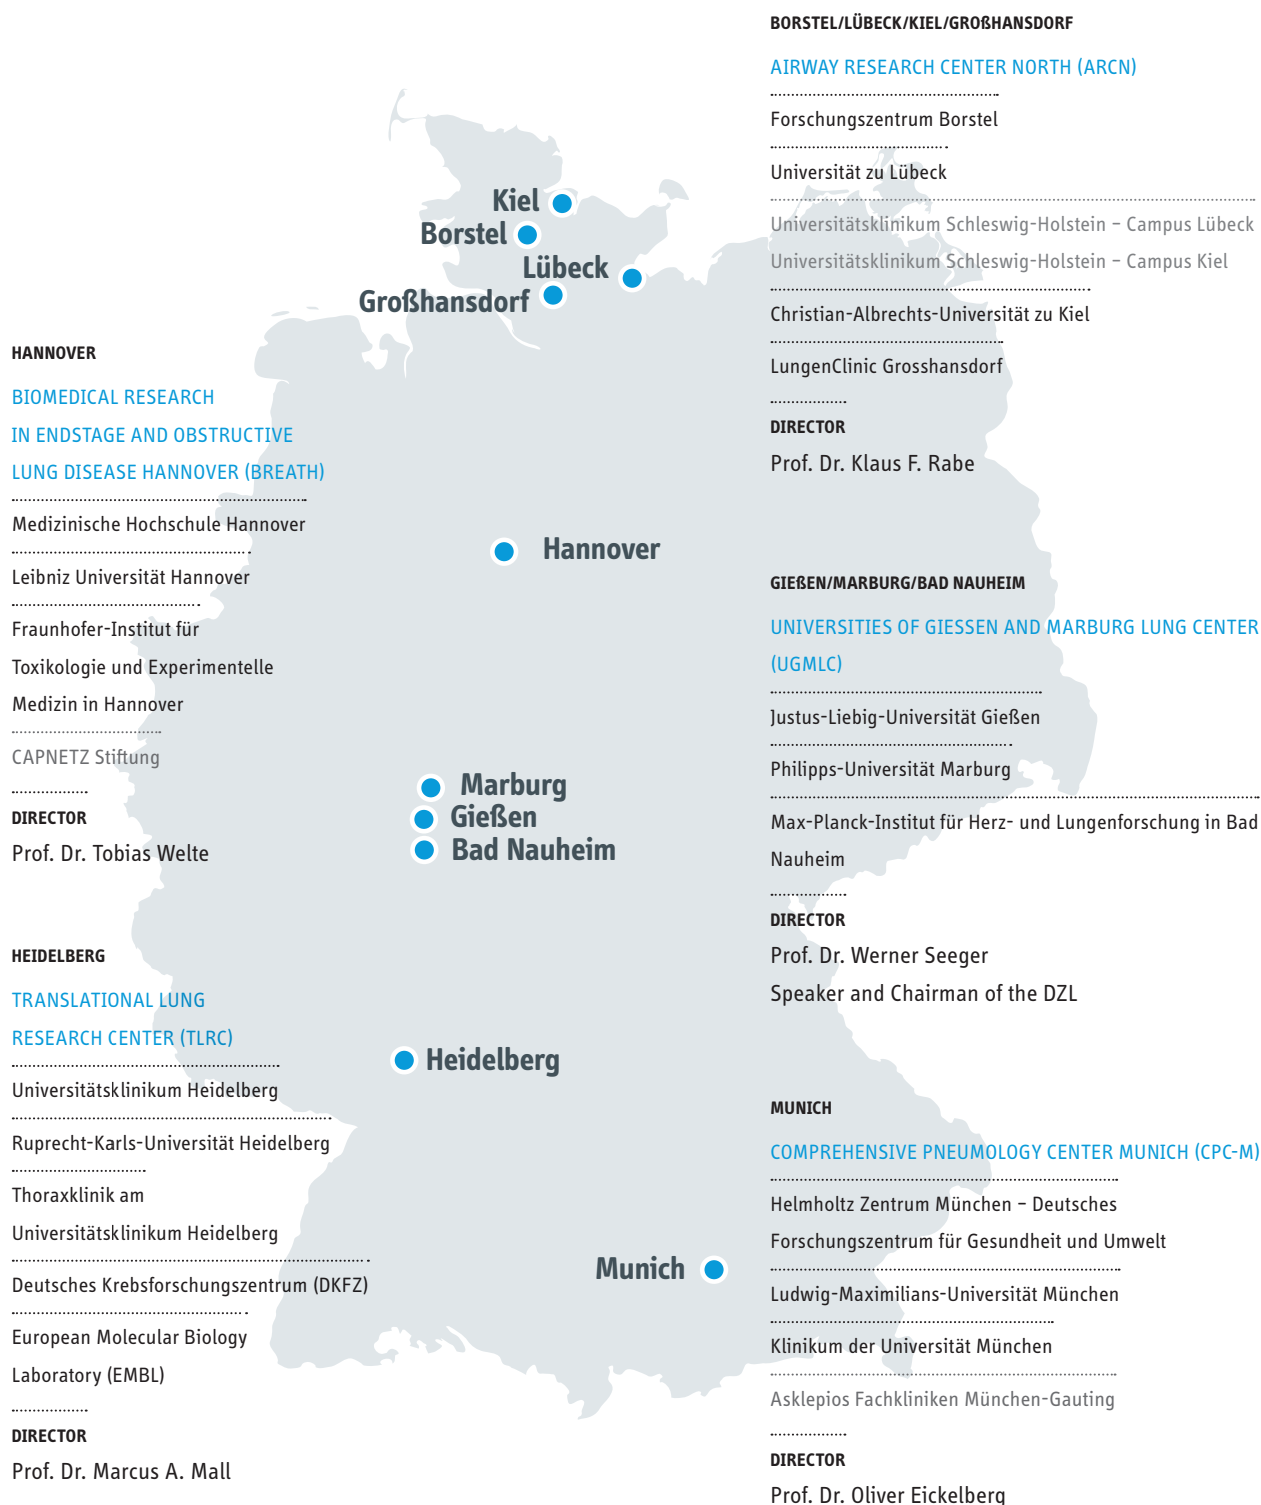 BORSTEL/LÜBECK/KIEL/GROßHANSDORF
AIRWAY RESEARCH CENTER NORTH (ARCN)
Forschungszentrum Borstel
Universität zu Lübeck
Universitätsklinikum Schleswig-Holstein – Campus Lübeck
Universitätsklinikum Schleswig-Holstein – Campus Kiel
Christian-Albrechts-Universität zu Kiel
LungenClinic Grosshansdorf
DIRECTOR
Prof. Dr. Klaus F. Rabe
Kiel
Borstel
Lübeck
Großhansdorf
HANNOVER
BIOMEDICAL RESEARCH
IN ENDSTAGE AND OBSTRUCTIVE
LUNG DISEASE HANNOVER (BREATH)
Medizinische Hochschule Hannover
Leibniz Universität Hannover
Fraunhofer-Institut für
Toxikologie und Experimentelle
Medizin in Hannover
CAPNETZ Stiftung
DIRECTOR
Prof. Dr. Tobias Welte
Hannover
GIEßEN/MARBURG/BAD NAUHEIM
UNIVERSITIES OF GIESSEN AND MARBURG LUNG CENTER
(UGMLC)
Justus-Liebig-Universität Gießen
Philipps-Universität Marburg
Max-Planck-Institut für Herz- und Lungenforschung in Bad
Nauheim
DIRECTOR
Prof. Dr. Werner Seeger
Speaker and Chairman of the DZL
Marburg
Gießen
Bad Nauheim
HEIDELBERG
TRANSLATIONAL LUNG
RESEARCH CENTER (TLRC)
Universitätsklinikum Heidelberg
Ruprecht-Karls-Universität Heidelberg
Thoraxklinik am
Universitätsklinikum Heidelberg
Deutsches Krebsforschungszentrum (DKFZ)
European Molecular Biology
Laboratory (EMBL)
DIRECTOR
Prof. Dr. Marcus A. Mall
Heidelberg
Munich
MUNICH
COMPREHENSIVE PNEUMOLOGY CENTER MUNICH (CPC-M)
Helmholtz Zentrum München – Deutsches
Forschungszentrum für Gesundheit und Umwelt
Ludwig-Maximilians-Universität München
Klinikum der Universität München
Asklepios Fachkliniken München-Gauting
DIRECTOR
Prof. Dr. Oliver Eickelberg